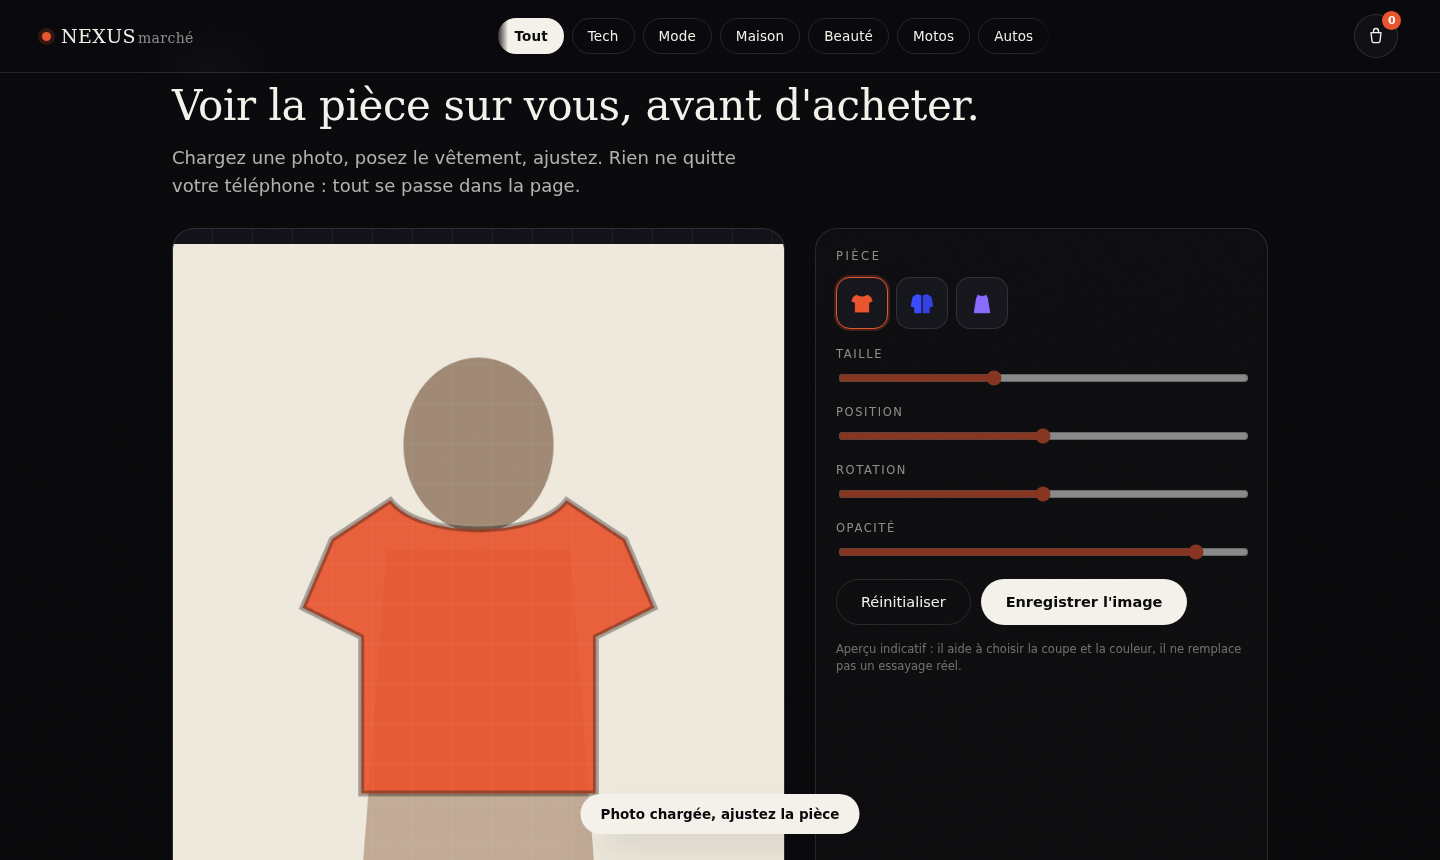 NEXUS marché
Tout
Tech
Mode
Maison
Beauté
Motos
Autos
0
Voir la pièce sur vous, avant d'acheter.
Chargez une photo, posez le vêtement, ajustez. Rien ne quitte
votre téléphone : tout se passe dans la page.
PIÈCE
TAILLE
POSITION
ROTATION
OPACITÉ
Réinitialiser
Enregistrer l'image
Aperçu indicatif : il aide à choisir la coupe et la couleur, il ne remplace
pas un essayage réel.
Photo chargée, ajustez la pièce